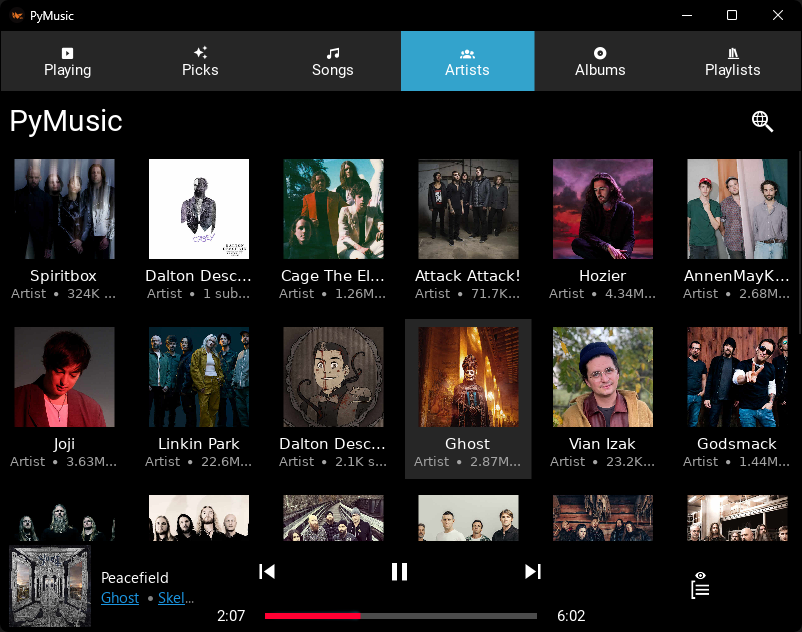 PyMusic
Playing
Picks
Songs
Artists
Albums
Playlists
PyMusic
Spiritbox
Dalton Desc...
Cage The El...
Attack Attack!
Hozier
AnnenMayK...
Artist • 324K ...
Artist • 1 sub...
Artist • 1.26M...
Artist • 71.7K...
Artist • 4.34M...
Artist • 2.68M...
Joji
Linkin Park
Dalton Desc...
Ghost
Vian Izak
Godsmack
Artist • 3.63M...
Artist • 22.6M...
Artist • 2.1K s...
Artist • 2.87M...
Artist • 23.2K...
Artist • 1.44M...
Peacefield
Ghost • Skel...
2:07
6:02